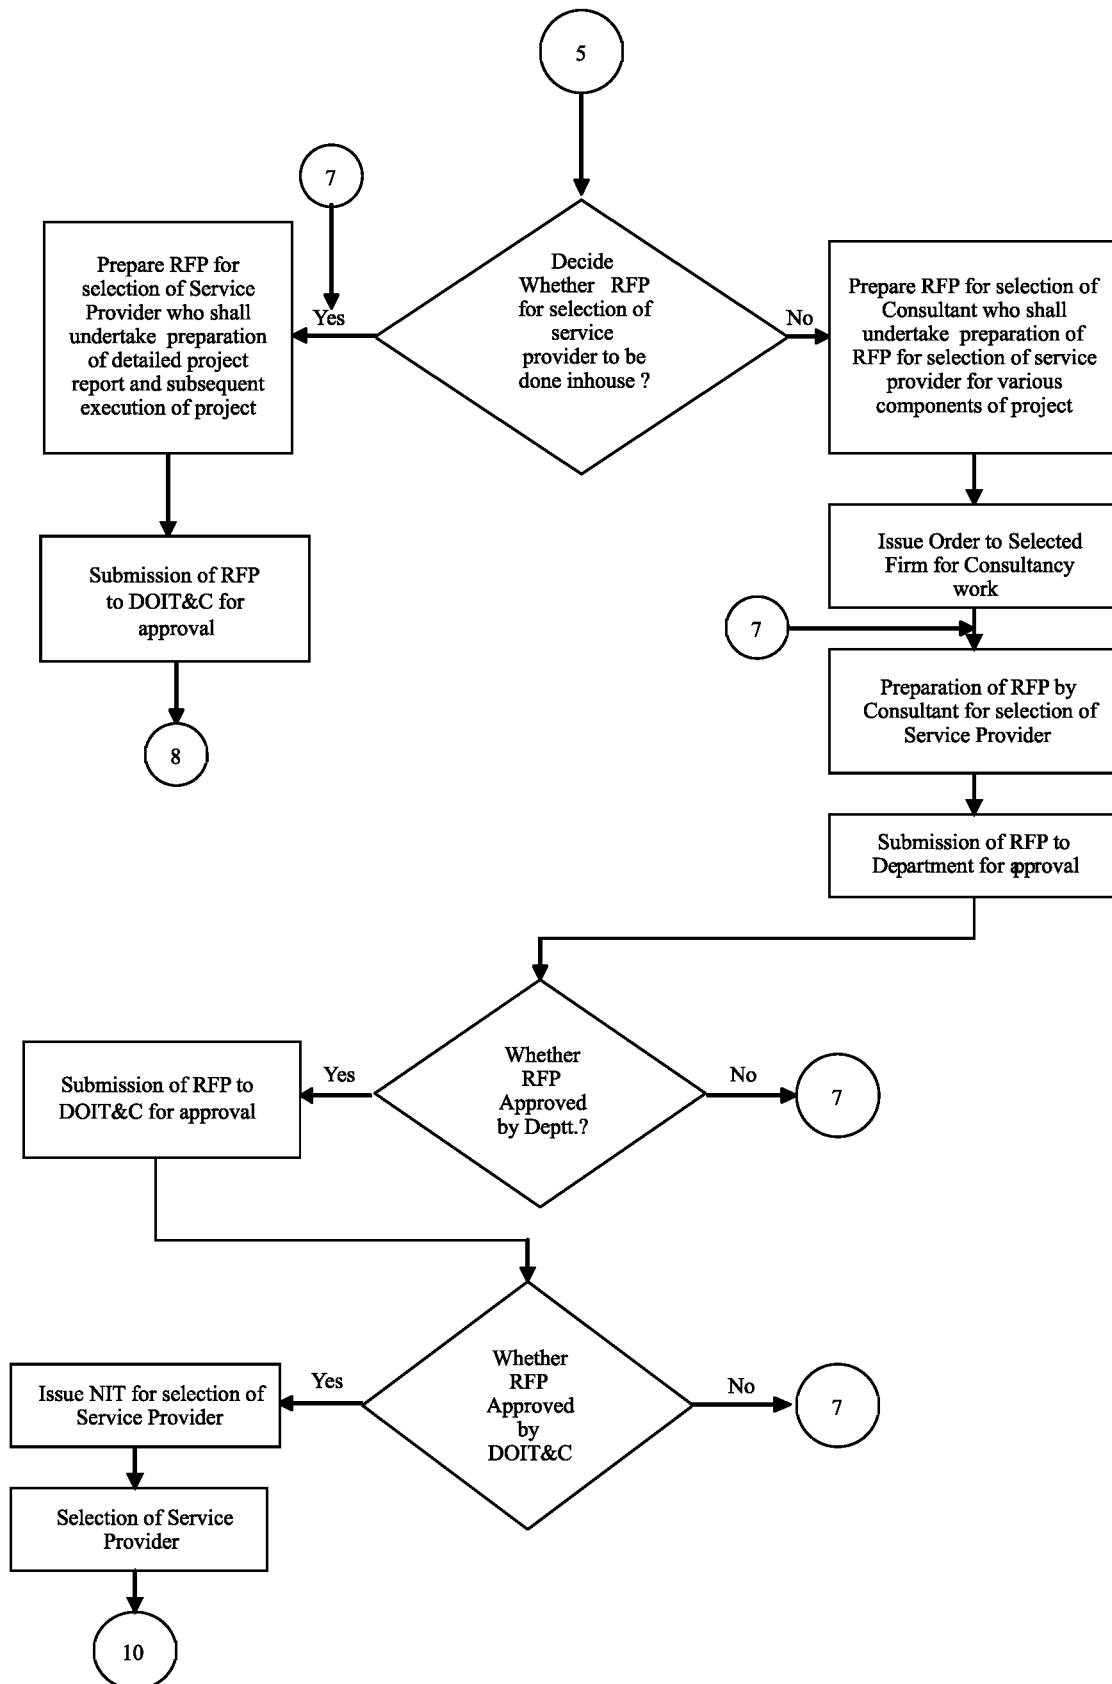 5
7
Prepare RFP for
selection of Service
Provider who shall
undertake preparation
of detailed project
report and subsequent
execution of project
Yes
Decide
Whether RFP
for selection of
service
provider to be
done inhouse ?
No
Prepare RFP for selection of
Consultant who shall
undertake preparation of
RFP for selection of service
provider for various
components of project
Submission of RFP
to DOIT&C for
approval
8
Issue Order to Selected
Firm for Consultancy
work
7
Preparation of RFP by
Consultant for selection of
Service Provider
Submission of RFP to
Department for approval
Submission of RFP to
DOIT&C for approval
Yes
Whether
RFP
Approved
by Deptt.?
No
7
Issue NIT for selection of
Service Provider
Yes
Whether
RFP
Approved
by
DOIT&C
No
7
Selection of Service
Provider
10